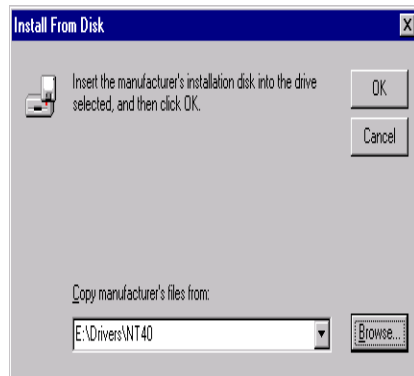 Install From Disk
Insert the manufacturer's installation disk into the drive
selected, and then click OK.
OK
Cancel
Copy manufacturer's files from:
E:\Drivers\NT40
Browse...